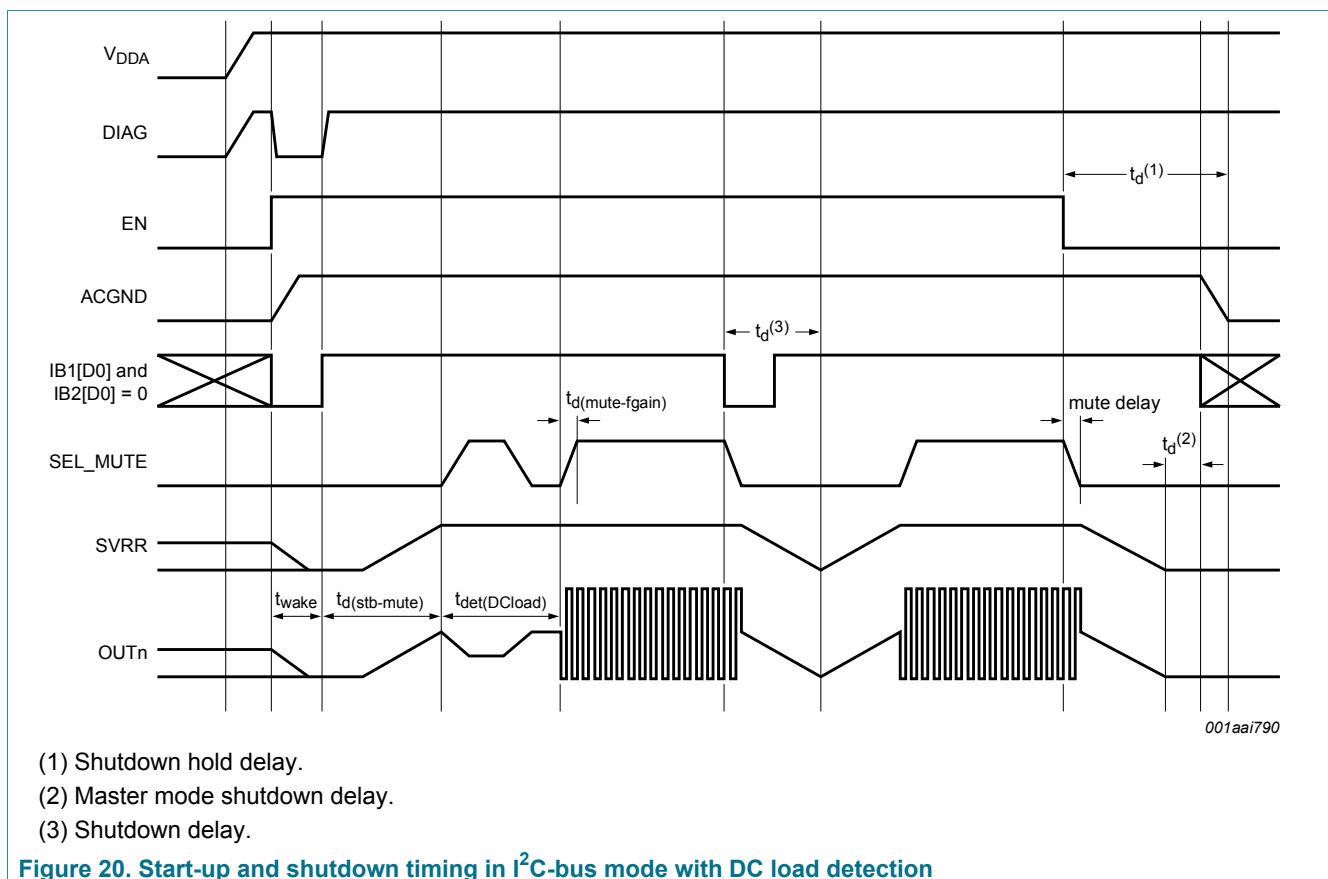 VDDA
DIAG
td(1)
EN
ACGND
td(3)
IB1[D0] and
IB2[D0] = 0
td(mute-fgain)
mute delay
td(2)
SEL_MUTE
SVRR
twake
td(stb-mute)
tdet(DCload)
OUTn
001aai790
(1) Shutdown hold delay.
(2) Master mode shutdown delay.
(3) Shutdown delay.
Figure 20. Start-up and shutdown timing in I2C-bus mode with DC load detection